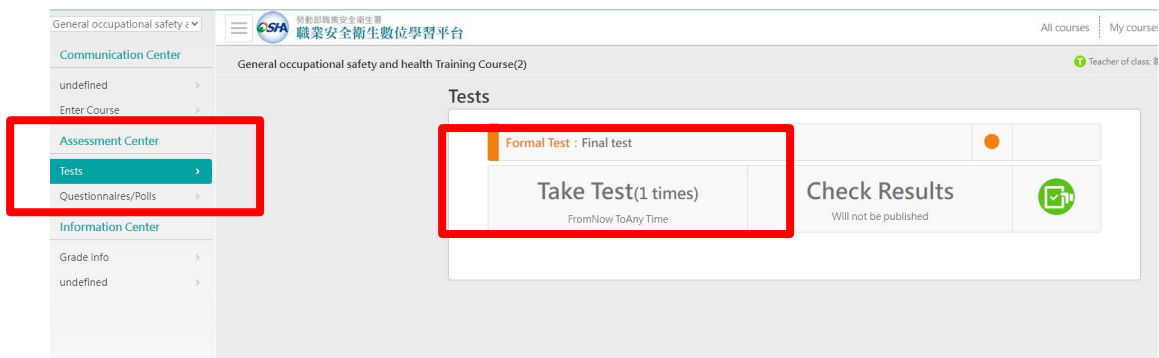 General occupational safety a
OSHA
勞動部職業安全衛生署
職業安全衛生數位學習平台
All courses
My courses
Communication Center
undefined
Enter Course
Assessment Center
Tests
Questionnaires/Polls
Information Center
Grade Info
undefined
General occupational safety and health Training Course(2)
T Teacher of class:
Tests
Formal Test : Final test
Take Test(1 times)
FromNow ToAny Time
Check Results
Will not be published